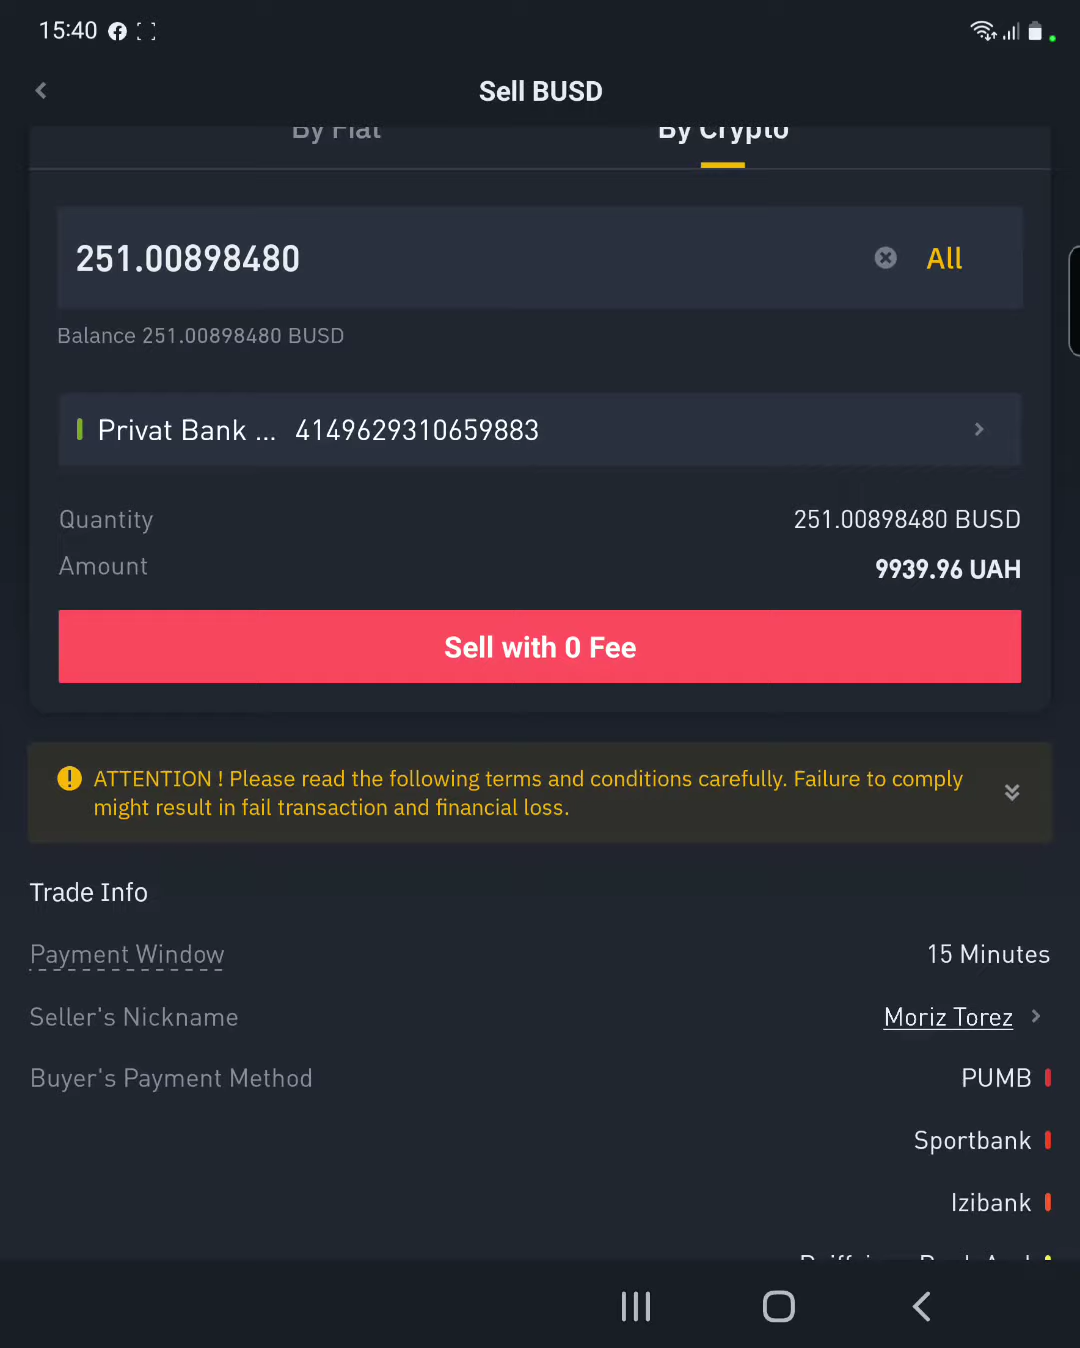 15:40
Sell BUSD
By Fiat By Crypto
251.00898480 All
Balance 251.00898480 BUSD
Privat Bank ... 4149629310659883
Quantity 251.00898480 BUSD
Amount 9939.96 UAH
Sell with 0 Fee
ATTENTION ! Please read the following terms and conditions carefully. Failure to comply
might result in fail transaction and financial loss.
Trade Info
Payment Window 15 Minutes
Seller's Nickname Moriz Torez
Buyer's Payment Method PUMB
Sportbank
Izibank